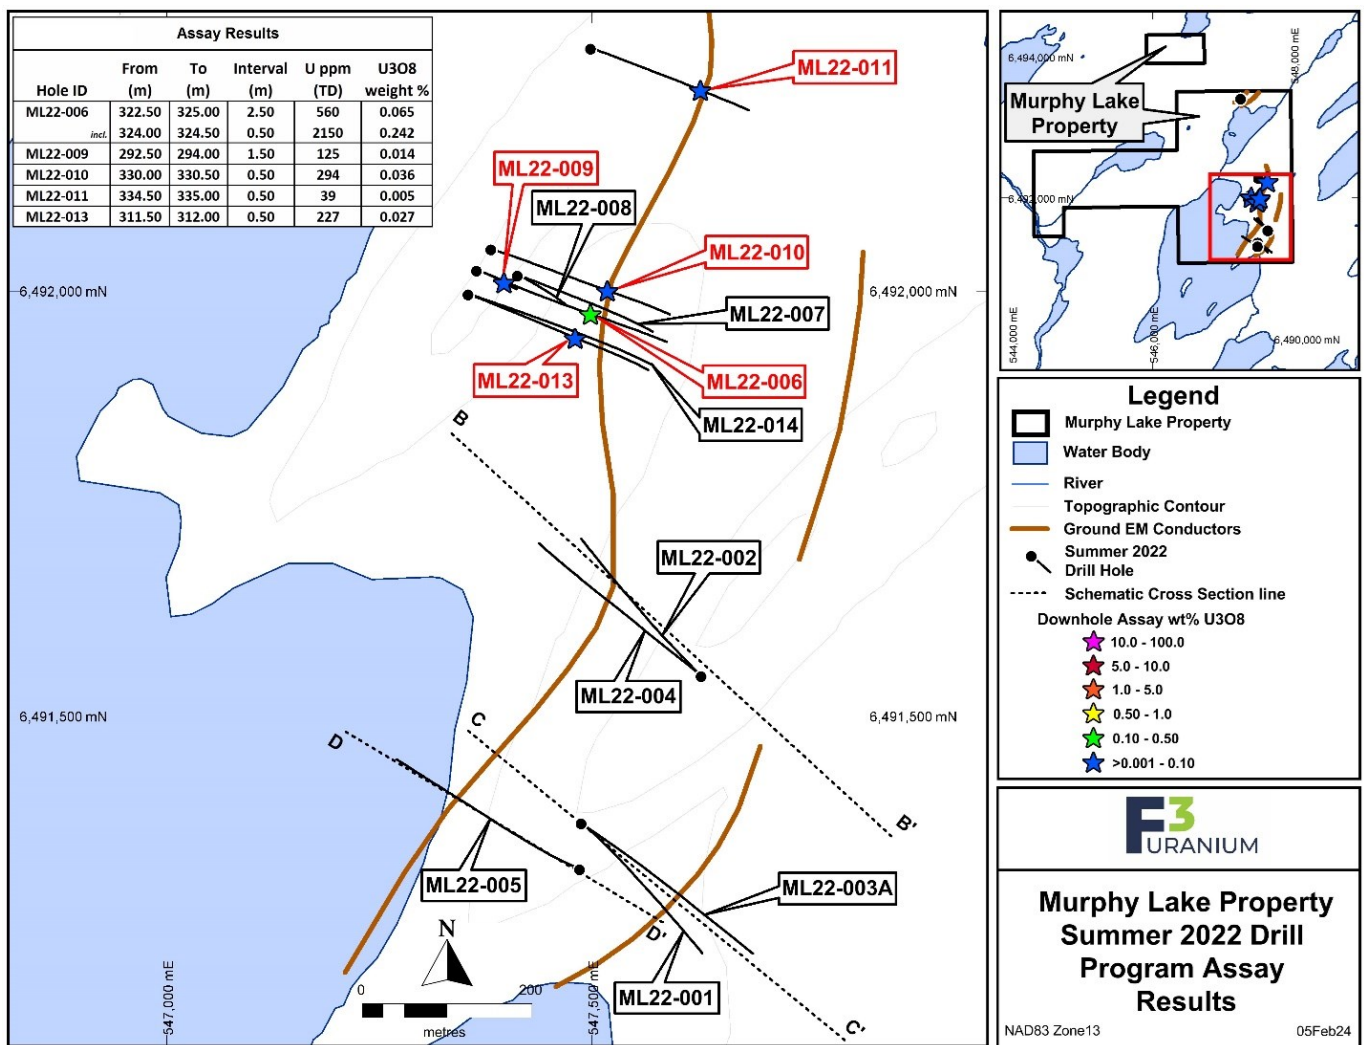 Assay Results
Hole ID From (m) To (m) Interval (m) U ppm (TD) U3O8 weight %
ML22-006 322.50 325.00 2.50 560 0.065
incl. 324.00 324.50 0.50 2150 0.242
ML22-009 292.50 294.00 1.50 125 0.014
ML22-010 330.00 330.50 0.50 294 0.036
ML22-011 334.50 335.00 0.50 39 0.005
ML22-013 311.50 312.00 0.50 227 0.027
ML22-011
ML22-009
ML22-008
ML22-010
6,492,000 mN
6,492,000 mN
ML22-007
ML22-013
ML22-006
ML22-014
B
ML22-002
ML22-004
6,491,500 mN
6,491,500 mN
C
D
B'
ML22-005
ML22-003A
D'
ML22-001
C'
N
0
200
metres
547,000 mE
547,500 mE
6,494,000 mN
548,000 mE
Murphy Lake
Property
6,492,000 mN
544,000 mE
546,000 mE
6,490,000 mN
Legend
Murphy Lake Property
Water Body
River
Topographic Contour
Ground EM Conductors
Summer 2022
Drill Hole
Schematic Cross Section line
Downhole Assay wt% U3O8
10.0 - 100.0
5.0 - 10.0
1.0 - 5.0
0.50 - 1.0
0.10 - 0.50
>0.001 - 0.10
F3
URANIUM
Murphy Lake Property
Summer 2022 Drill
Program Assay
Results
NAD83 Zone13
05Feb24